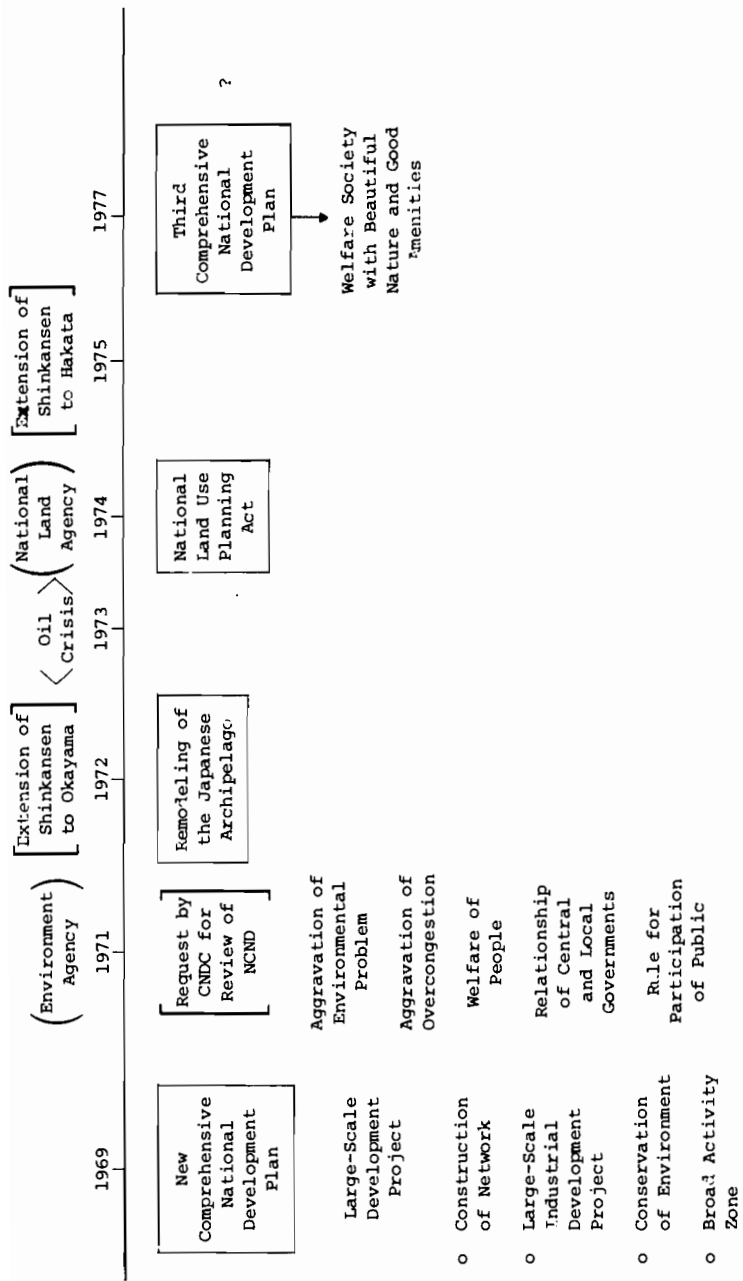 (Environment
Agency)
[Extension of
Shinkansen
to Okayama]
<Oil
Crisis>
(National
Land
Agency)
[Extension of
Shinkansen
to Hakata]
1969
1971
1972
1973
1974
1975
1977
New
Comprehensive
National
Development
Plan
Large-Scale
Development
Project
o Construction
of Network
o Large-Scale
Industrial
Development
Project
o Conservation
of Environment
o Broad Activity
Zone
[Request by
CNDC for
Review of
NCND]
Aggravation of
Environmental
Problem
Aggravation of
Overcongestion
Welfare of
People
Relationship
of Central
and Local
Governments
Rule for
Participation
of Public
Remodeling of
the Japanese
Archipelago
National
Land Use
Planning
Act
Third
Comprehensive
National
Development
Plan
Welfare Society
with Beautiful
Nature and Good
Amenities
?